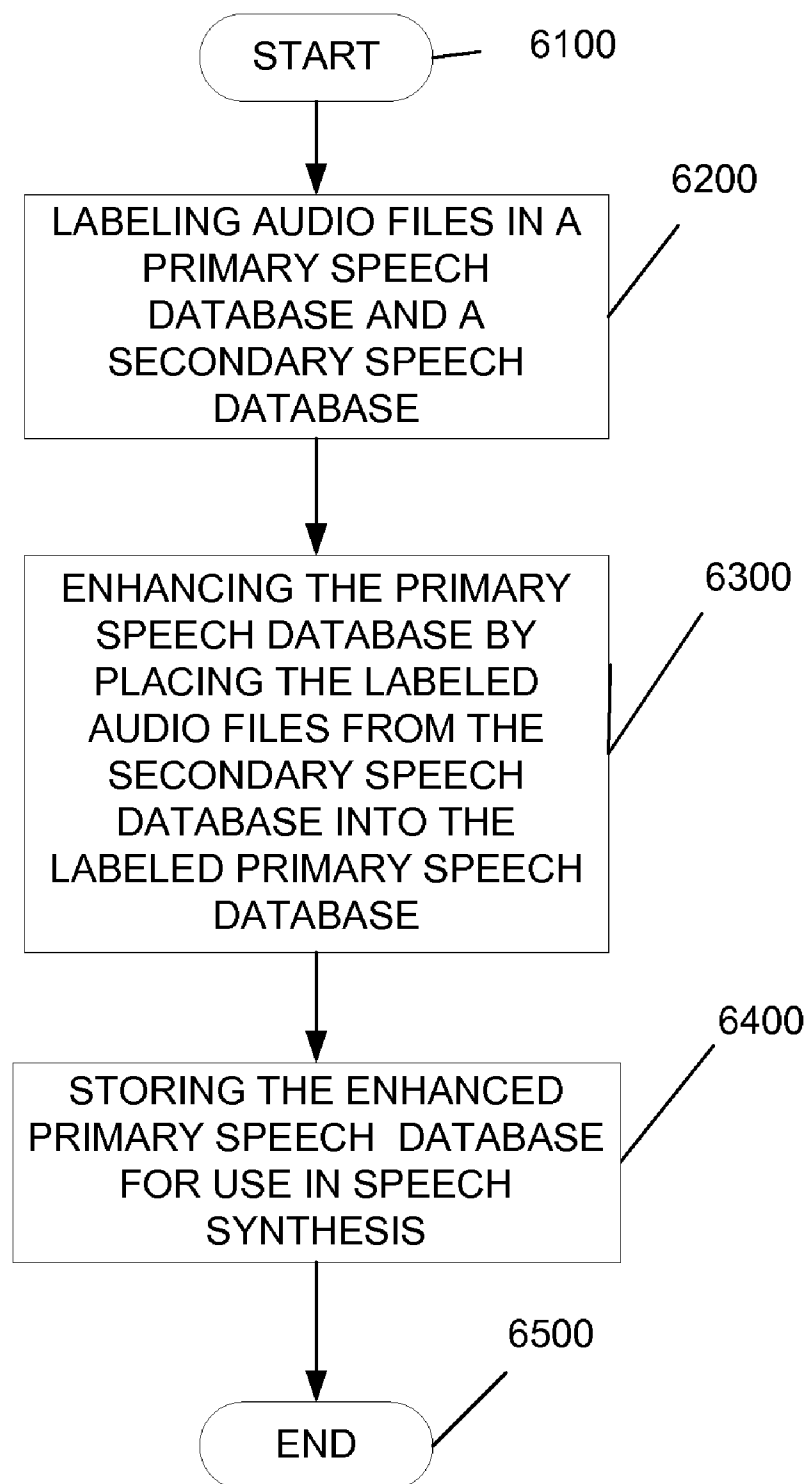 START
6100
6200
LABELING AUDIO FILES IN A
PRIMARY SPEECH
DATABASE AND A
SECONDARY SPEECH
DATABASE
6300
ENHANCING THE PRIMARY
SPEECH DATABASE BY
PLACING THE LABELED
AUDIO FILES FROM THE
SECONDARY SPEECH
DATABASE INTO THE
LABELED PRIMARY SPEECH
DATABASE
6400
STORING THE ENHANCED
PRIMARY SPEECH DATABASE
FOR USE IN SPEECH
SYNTHESIS
6500
END